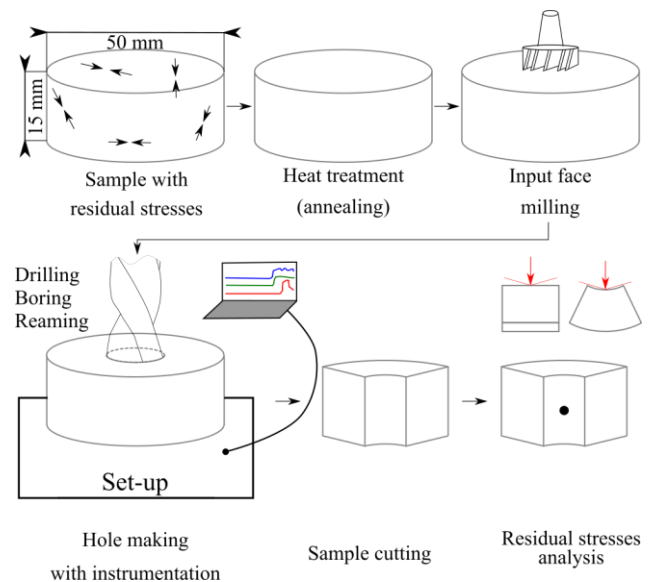 50 mm
15 mm
Sample with
residual stresses
Heat treatment
(annealing)
Input face
milling
Drilling
Boring
Reaming
Set-up
Hole making
with instrumentation
Sample cutting
Residual stresses
analysis